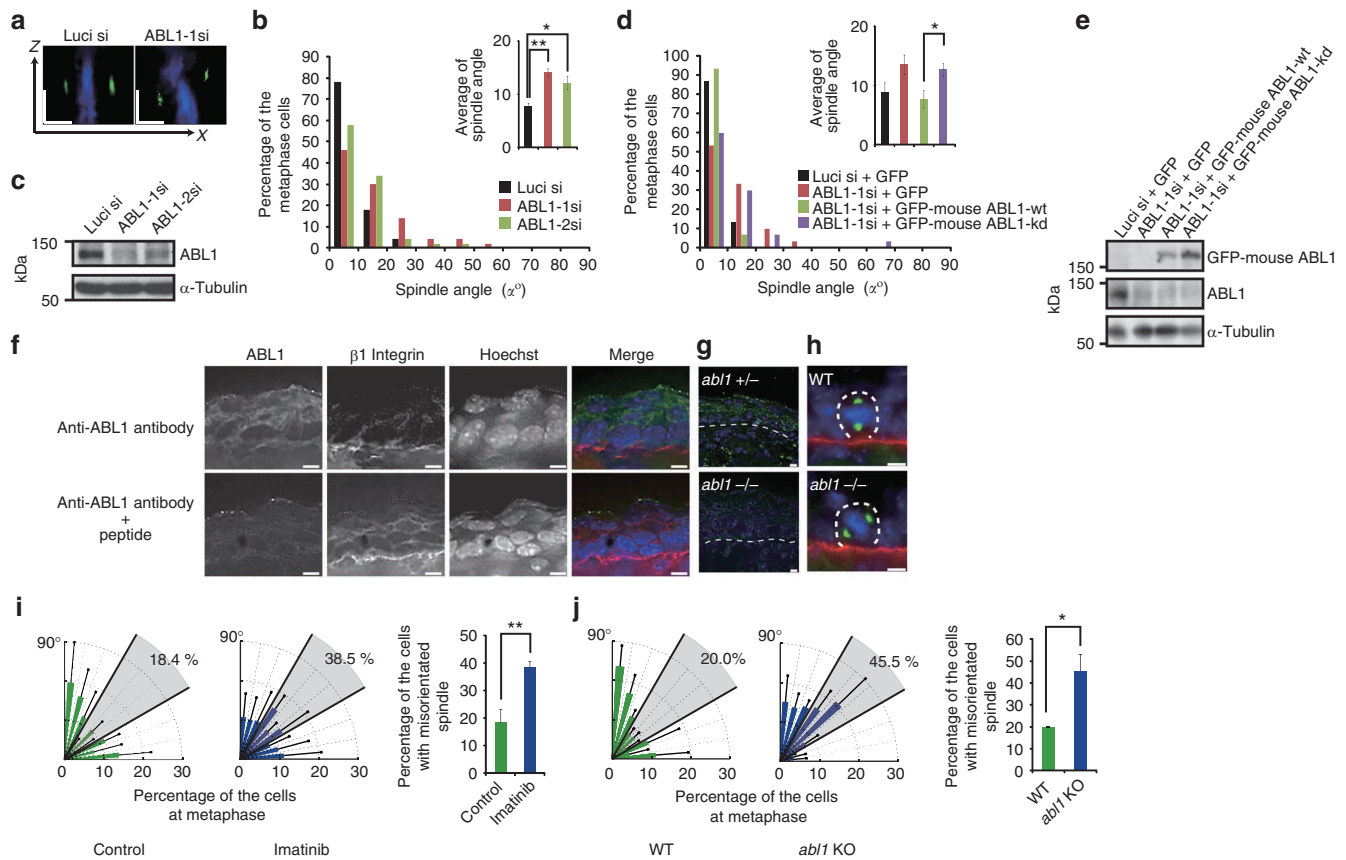 a
Luci si
ABL1-1si
Z
X
b
Percentage of the
metaphase cells
90
80
70
60
50
40
30
20
10
0
0 10 20 30 40 50 60 70 80 90
Spindle angle (α°)
Average of
spindle angle
20
10
0
*
**
Luci si
ABL1-1si
ABL1-2si
c
Luci si
ABL1-1si
ABL1-2si
kDa
150
50
ABL1
α-Tubulin
d
Percentage of the
metaphase cells
100
90
80
70
60
50
40
30
20
10
0
0 10 20 30 40 50 60 70 80 90
Spindle angle (α°)
Average of
spindle angle
20
10
0
*
Luci si + GFP
ABL1-1si + GFP
ABL1-1si + GFP-mouse ABL1-wt
ABL1-1si + GFP-mouse ABL1-kd
e
Luci si + GFP
ABL1-1si + GFP
ABL1-1si + GFP-mouse ABL1-wt
ABL1-1si + GFP-mouse ABL1-kd
kDa
150
150
50
GFP-mouse ABL1
ABL1
α-Tubulin
f
ABL1
β1 Integrin
Hoechst
Merge
Anti-ABL1 antibody
Anti-ABL1 antibody
+
peptide
g
abl1 +/–
abl1 –/–
h
WT
abl1 –/–
i
90°
18.4 %
0 10 20 30
90°
38.5 %
0 10 20 30
Percentage of the cells
at metaphase
Control
Imatinib
Percentage of the cells
with misorientated
spindle
50
40
30
20
10
0
**
Control
Imatinib
j
90°
20.0%
0 10 20 30
90°
45.5 %
0 10 20 30
Percentage of the cells
at metaphase
WT
abl1 KO
Percentage of the cells
with misorientated
spindle
60
50
40
30
20
10
0
*
WT
abl1 KO